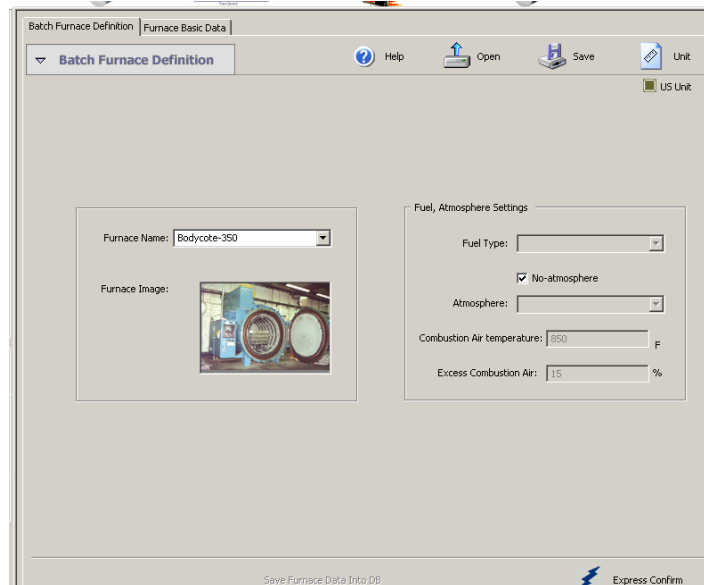 Batch Furnace Definition Furnace Basic Data
Batch Furnace Definition Help Open Save Unit
US Unit
Fuel, Atmosphere Settings
Furnace Name: Bodycote-350
Fuel Type:
No-atmosphere
Furnace Image:
Atmosphere:
Combustion Air temperature: 850 F
Excess Combustion Air: 15 %
Save Furnace Data Into DB Express Confirm